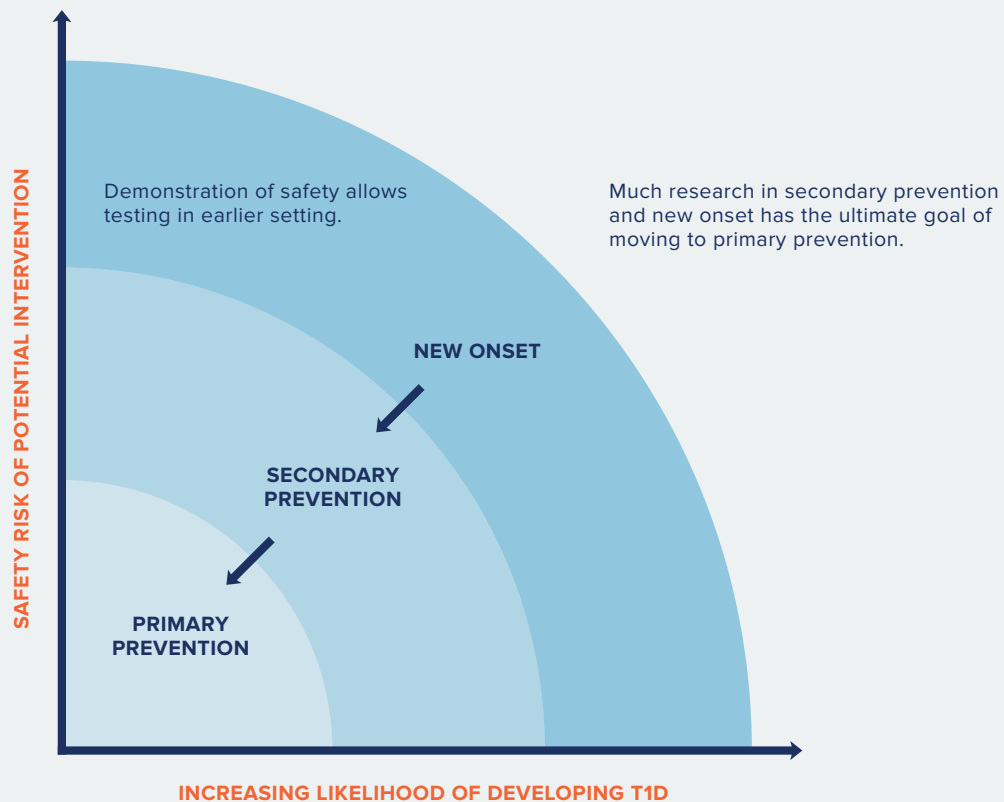 SAFETY RISK OF POTENTIAL INTERVENTION
Demonstration of safety allows
testing in earlier setting.
Much research in secondary prevention
and new onset has the ultimate goal of
moving to primary prevention.
NEW ONSET
SECONDARY
PREVENTION
PRIMARY
PREVENTION
INCREASING LIKELIHOOD OF DEVELOPING T1D